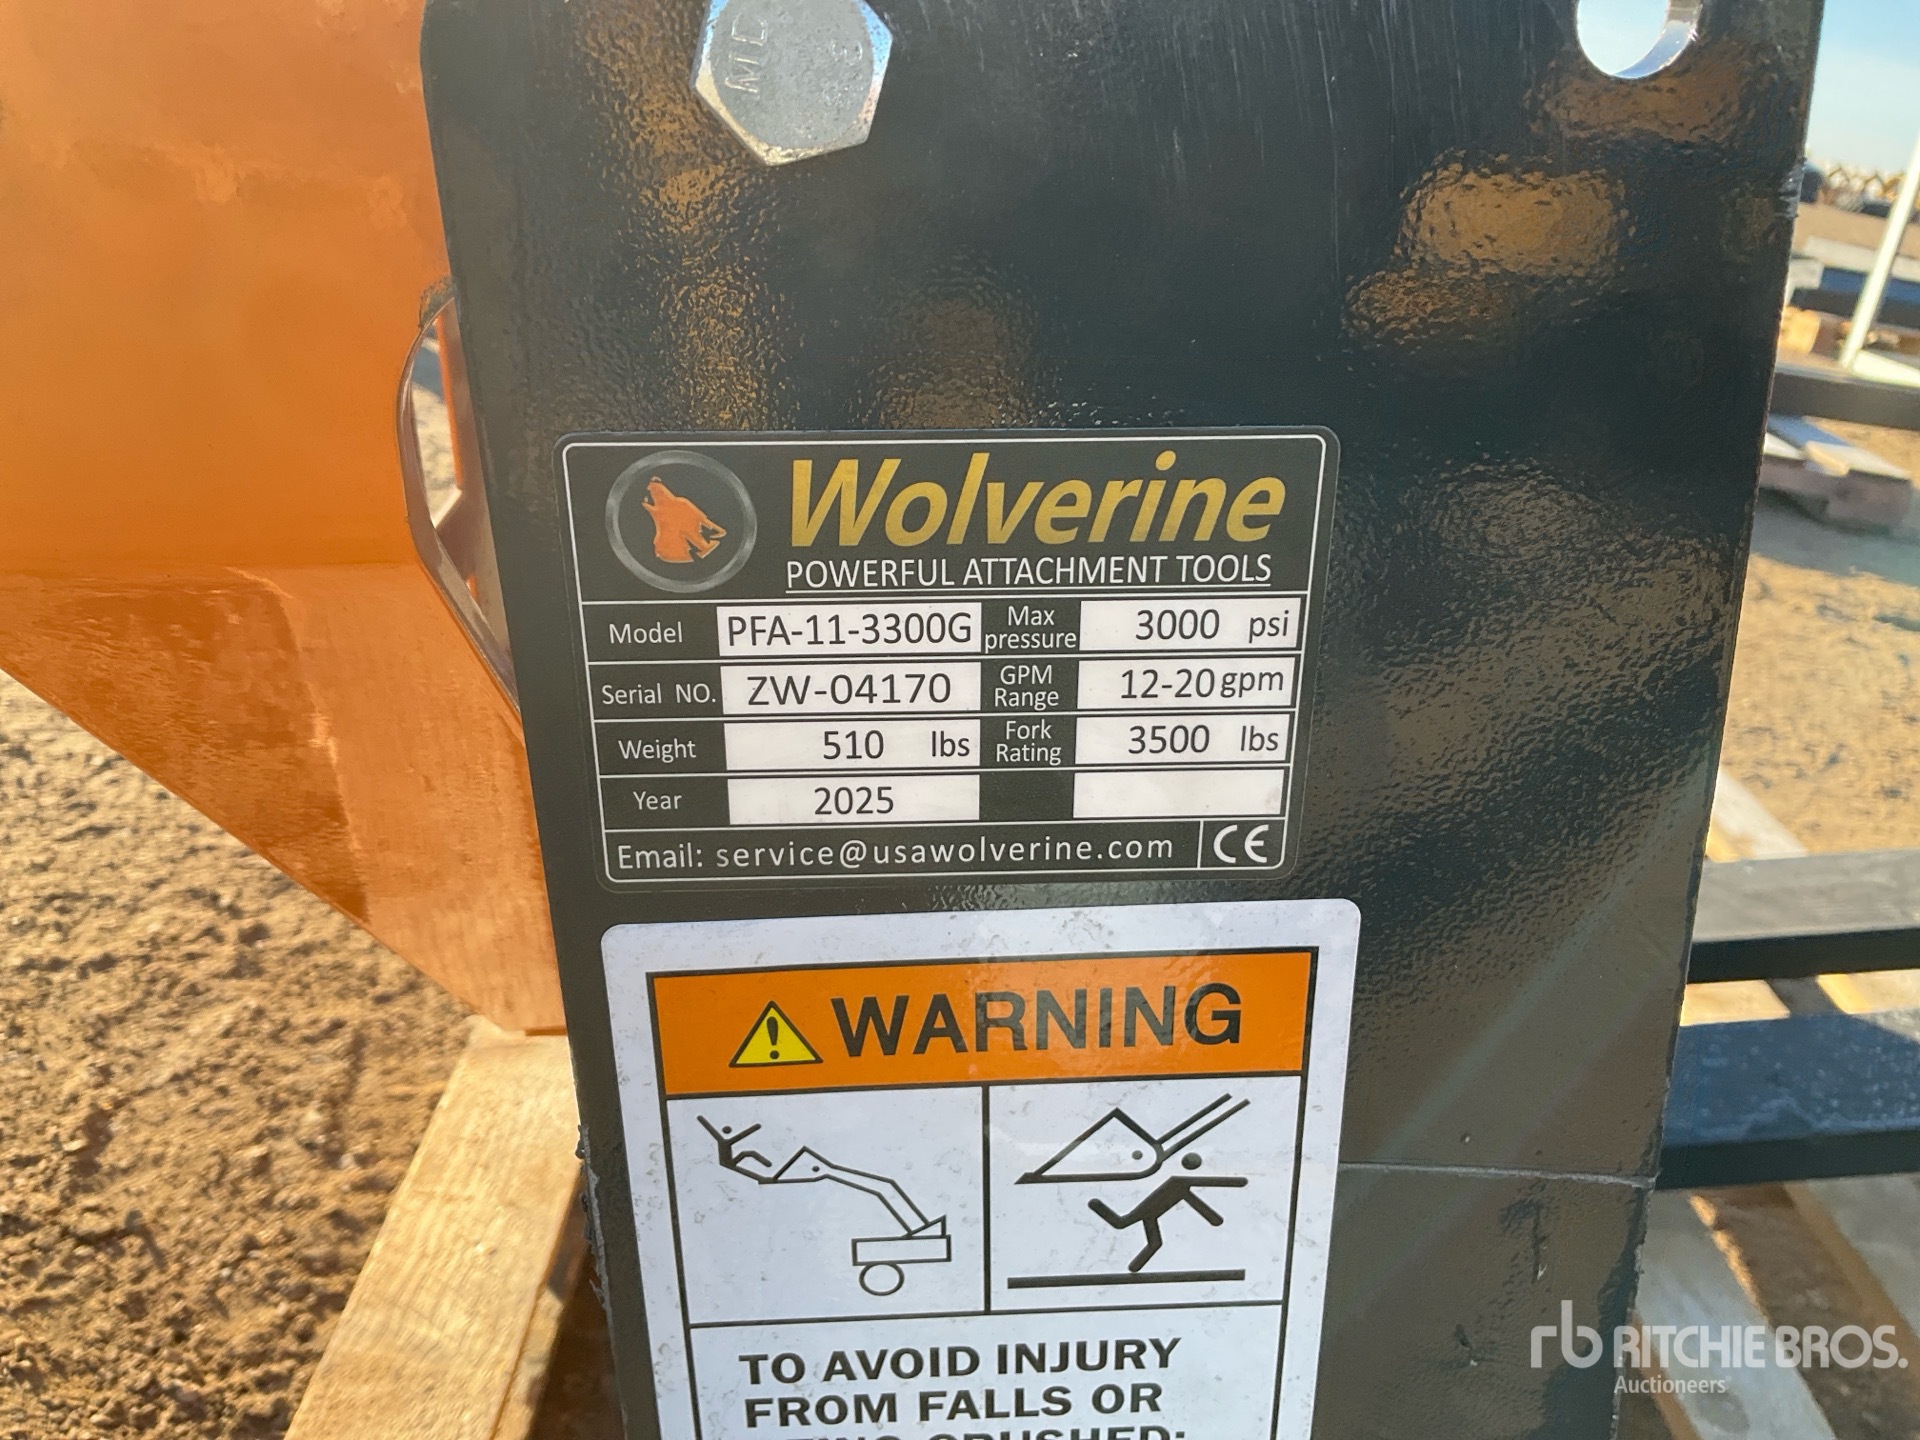 Wolverine
POWERFUL ATTACHMENT TOOLS
Model PFA-11-3300G Max pressure 3000 psi
Serial NO. ZW-04170 GPM Range 12-20 gpm
Weight 510 lbs Fork Rating 3500 lbs
Year 2025
Email: service@usawolverine.com CE
WARNING
TO AVOID INJURY
FROM FALLS OR
CRUSHED:
rb RITCHIE BROS.
Auctioneers